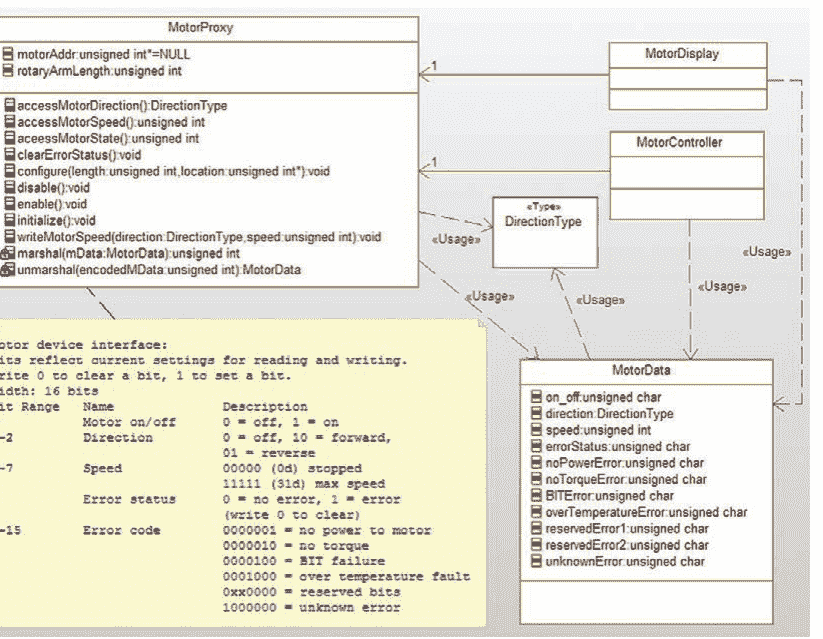 MotorProxy
motorAddr:unsigned int*=NULL
rotaryArmLength:unsigned int
accessMotorDirection():DirectionType
accessMotorSpeed():unsigned int
aceessMotorState():unsigned int
clearErrorStatus():void
configure(length:unsigned int,location:unsigned int*):void
disable():void
enable():void
initialize():void
writeMotorSpeed(direction:DirectionType,speed:unsigned int):void
marshal(mData:MotorData):unsigned int
unmarshal(encodedMData:unsigned int):MotorData
1
MotorDisplay
1
MotorController
«Type»
DirectionType
«Usage»
«Usage»
«Usage»
«Usage»
«Usage»
otor device interface:
its reflect current settings for reading and writing.
rite 0 to clear a bit, 1 to set a bit.
idth: 16 bits
it Range Name Description
Motor on/off 0 = off, 1 = on
-2 Direction 0 = off, 10 = forward,
01 = reverse
-7 Speed 00000 (0d) stopped
11111 (31d) max speed
Error status 0 = no error, 1 = error
(write 0 to clear)
-15 Error code 0000001 = no power to motor
0000010 = no torque
0000100 = BIT failure
0001000 = over temperature fault
0xx0000 = reserved bits
1000000 = unknown error
MotorData
on_off:unsigned char
direction:DirectionType
speed:unsigned int
errorStatus:unsigned char
noPowerError:unsigned char
noTorqueError:unsigned char
BITError:unsigned char
overTemperatureError:unsigned char
reservedError1:unsigned char
reservedError2:unsigned char
unknownError:unsigned char